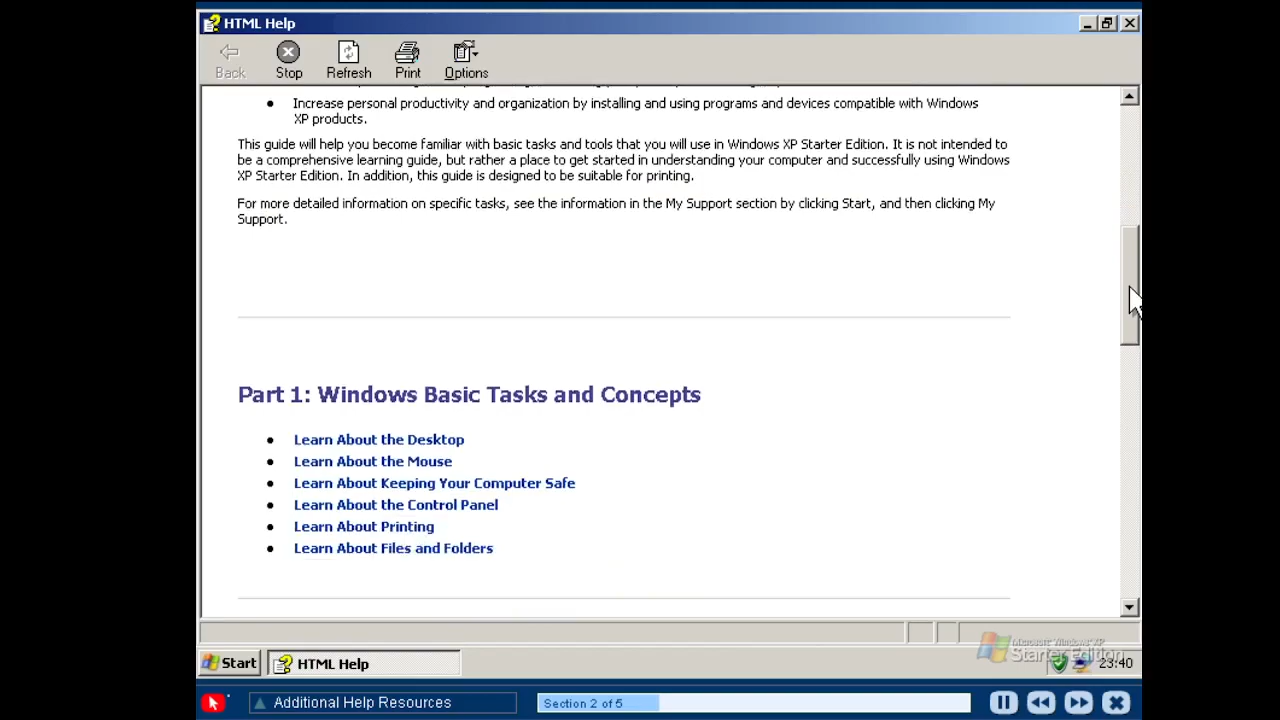 HTML Help
Back
Stop
Refresh
Print
Options
Increase personal productivity and organization by installing and using programs and devices compatible with Windows
XP products.
This guide will help you become familiar with basic tasks and tools that you will use in Windows XP Starter Edition. It is not intended to
be a comprehensive learning guide, but rather a place to get started in understanding your computer and successfully using Windows
XP Starter Edition. In addition, this guide is designed to be suitable for printing.
For more detailed information on specific tasks, see the information in the My Support section by clicking Start, and then clicking My
Support.
Part 1: Windows Basic Tasks and Concepts
Learn About the Desktop
Learn About the Mouse
Learn About Keeping Your Computer Safe
Learn About the Control Panel
Learn About Printing
Learn About Files and Folders
Microsoft Windows XP
Starter Edition
Start
HTML Help
23:40
Additional Help Resources
Section 2 of 5